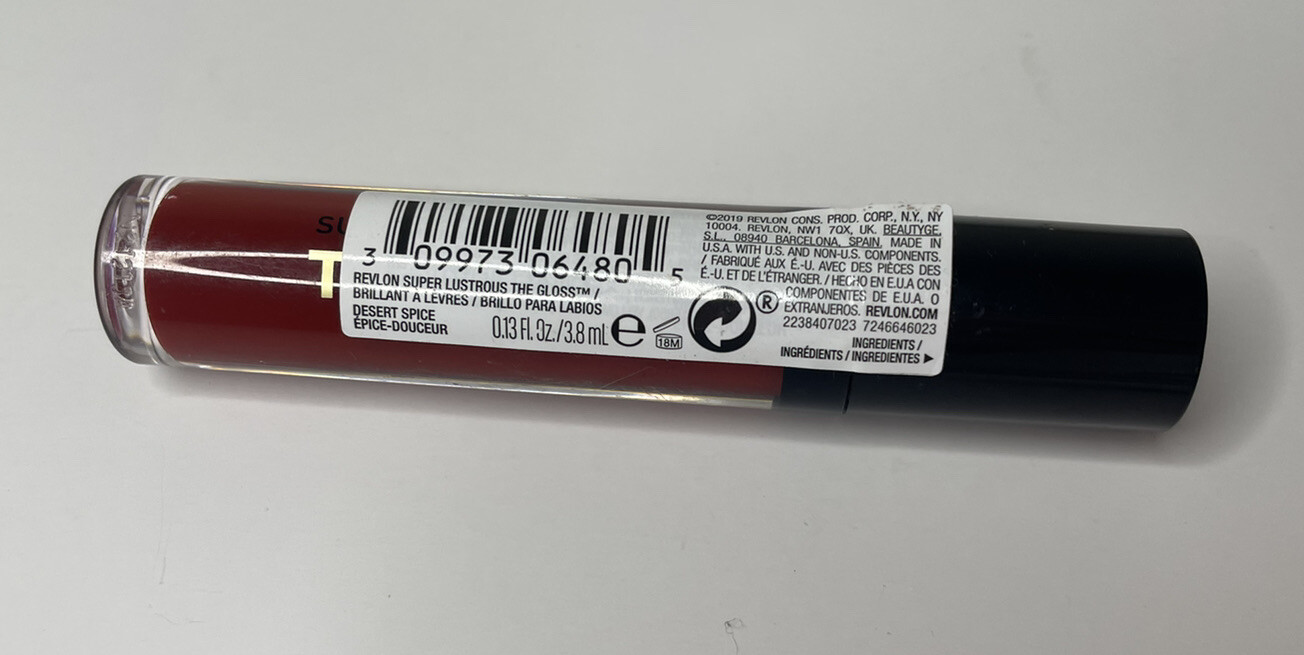 SU
T
3 09973 06480 5
REVLON SUPER LUSTROUS THE GLOSS™ /
BRILLANT À LÈVRES / BRILLO PARA LABIOS
DESERT SPICE
ÉPICE-DOUCEUR
0.13 fl. Oz./3.8 mL e
18M
©2019 REVLON CONS. PROD. CORP., N.Y., NY
10004. REVLON, NW1 7QX, UK. BEAUTYGE,
S.L., 08940 BARCELONA, SPAIN. MADE IN
U.S.A. WITH U.S. AND NON-U.S. COMPONENTS.
/ FABRIQUÉ AUX É.-U. AVEC DES PIÈCES DES
É.-U. ET DE L'ÉTRANGER. / HECHO EN E.U.A CON
® COMPONENTES DE E.U.A. O
EXTRANJEROS. REVLON.COM
2238407023 7246646023
INGREDIENTS /
INGRÉDIENTS / INGREDIENTES ▶